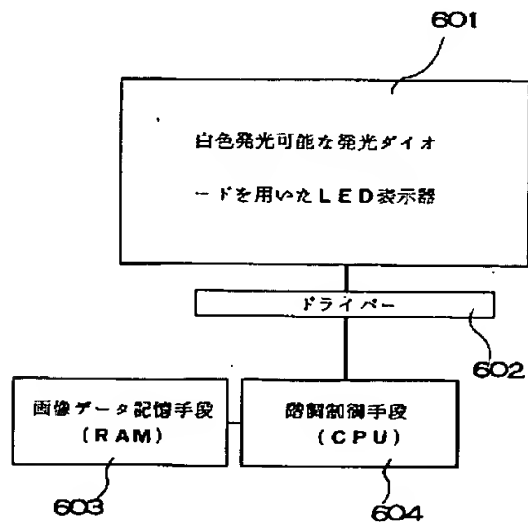 601
白色発光可能な発光ダイオ
ードを用いたLED表示器
ドライバー
602
画像データ記憶手段
(RAM)
階調制御手段
(CPU)
603
604